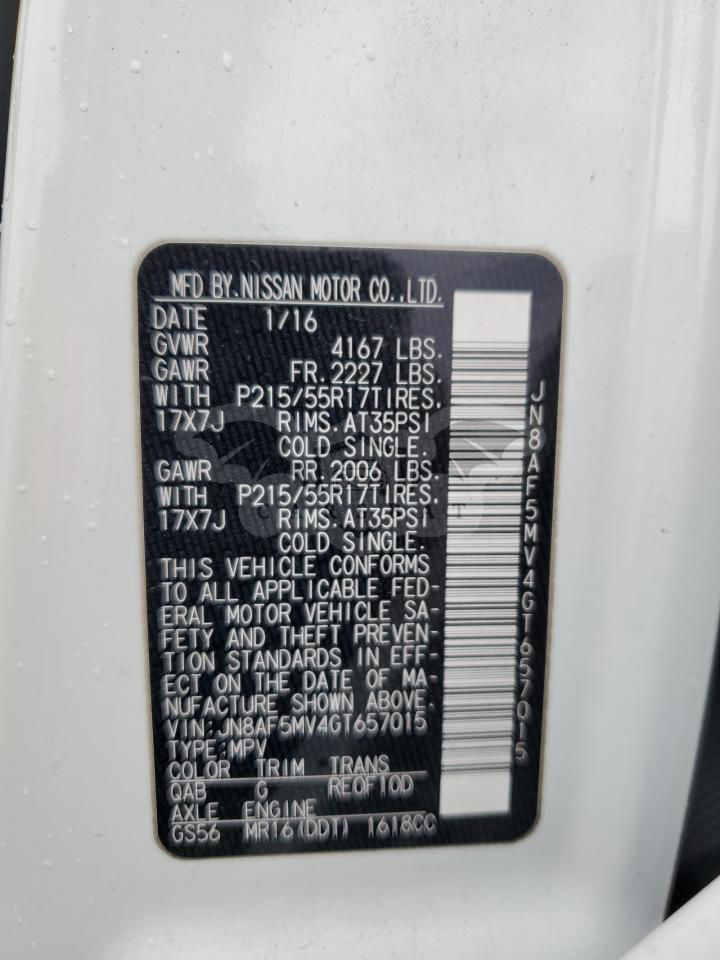 MFD BY.NISSAN MOTOR CO.,LTD.
DATE 1/16
GVWR 4167 LBS.
GAWR FR.2227 LBS.
WITH P215/55R17TIRES.
17X7J RIMS.AT35PSI
COLD SINGLE.
GAWR RR.2006 LBS.
WITH P215/55R17TIRES.
17X7J RIMS.AT35PSI
COLD SINGLE.
THIS VEHICLE CONFORMS
TO ALL APPLICABLE FED-
ERAL MOTOR VEHICLE SA-
FETY AND THEFT PREVEN-
TION STANDARDS IN EFF-
ECT ON THE DATE OF MA-
NUFACTURE SHOWN ABOVE.
VIN:JN8AF5MV4GT657015
TYPE:MPV
COLOR TRIM TRANS
QAB G RE0F10D
AXLE ENGINE
GS56 MR16(DDT) 1618CC
JN8AF5MV4GT657015